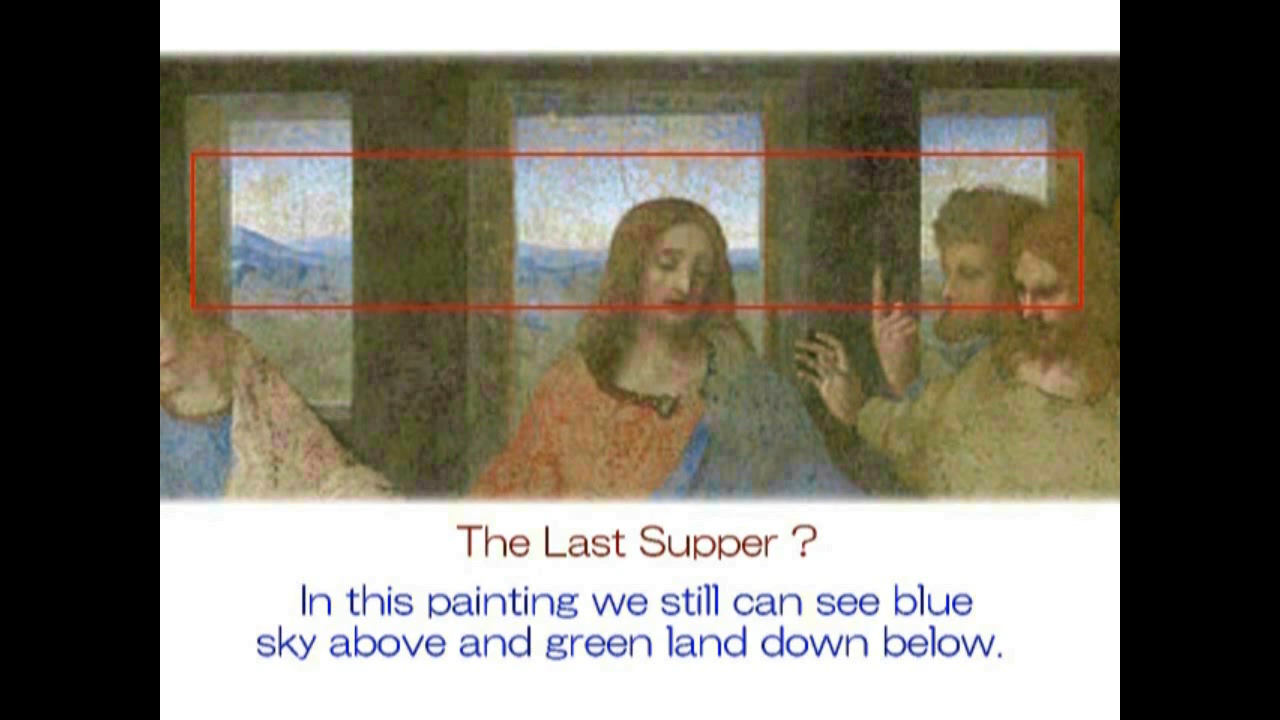 The Last Supper ?
In this painting we still can see blue
sky above and green land down below.